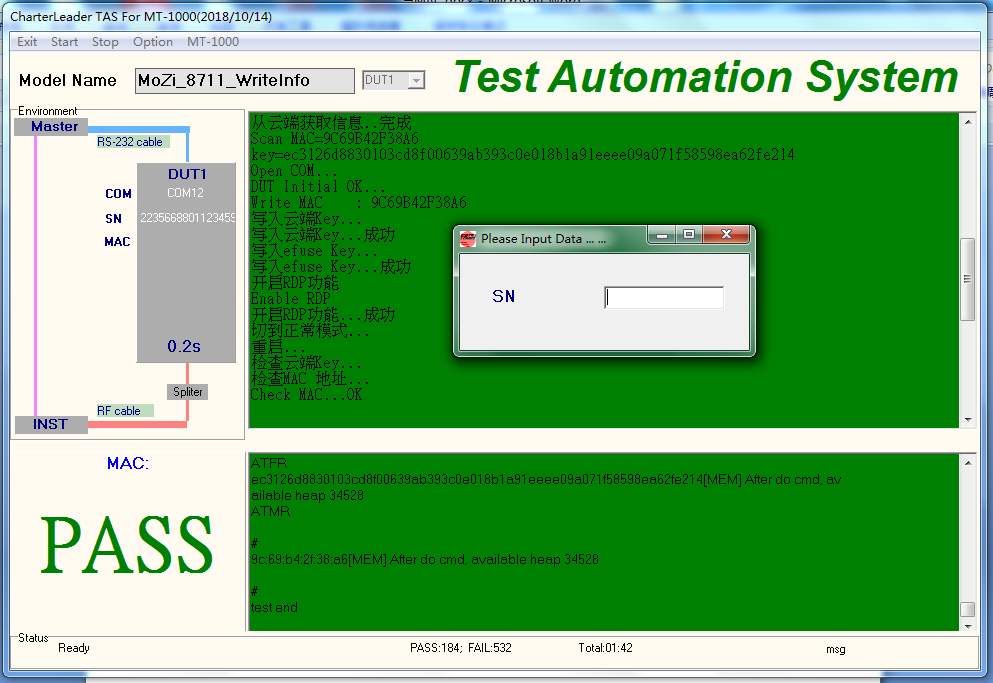 CharterLeader TAS For MT-1000(2018/10/14)
Exit Start Stop Option MT-1000
Model Name MoZi_8711_WriteInfo DUT1 Test Automation System
Environment
Master
RS-232 cable
DUT1
COM COM12
SN 2235668801123459
MAC
0.2s
Spliter
RF cable
INST
从云端获取信息..完成
Scan MAC=9C69B42F38A6
key=ec3126d8830103cd8f00639ab393c0e018b1a91eeee09a071f58598ea62fe214
Open COM...
DUT Initial OK...
Write MAC : 9C69B42F38A6
写入云端Key...
写入云端Key...成功
写入efuse Key...
写入efuse Key...成功
开启RDP功能
Enable RDP
开启RDP功能...成功
切到正常模式...
重启...
检查云端Key...
检查MAC 地址...
Check MAC...OK
Please Input Data ... ...
SN
MAC:
PASS
ATFR
ec3126d8830103cd8f00639ab393c0e018b1a91eeee09a071f58598ea62fe214[MEM] After do cmd, av
ailable heap 34528
ATMR
#
9c:69:b4:2f:38:a6[MEM] After do cmd, available heap 34528
#
test end
Status
Ready PASS:184; FAIL:532 Total:01:42 msg